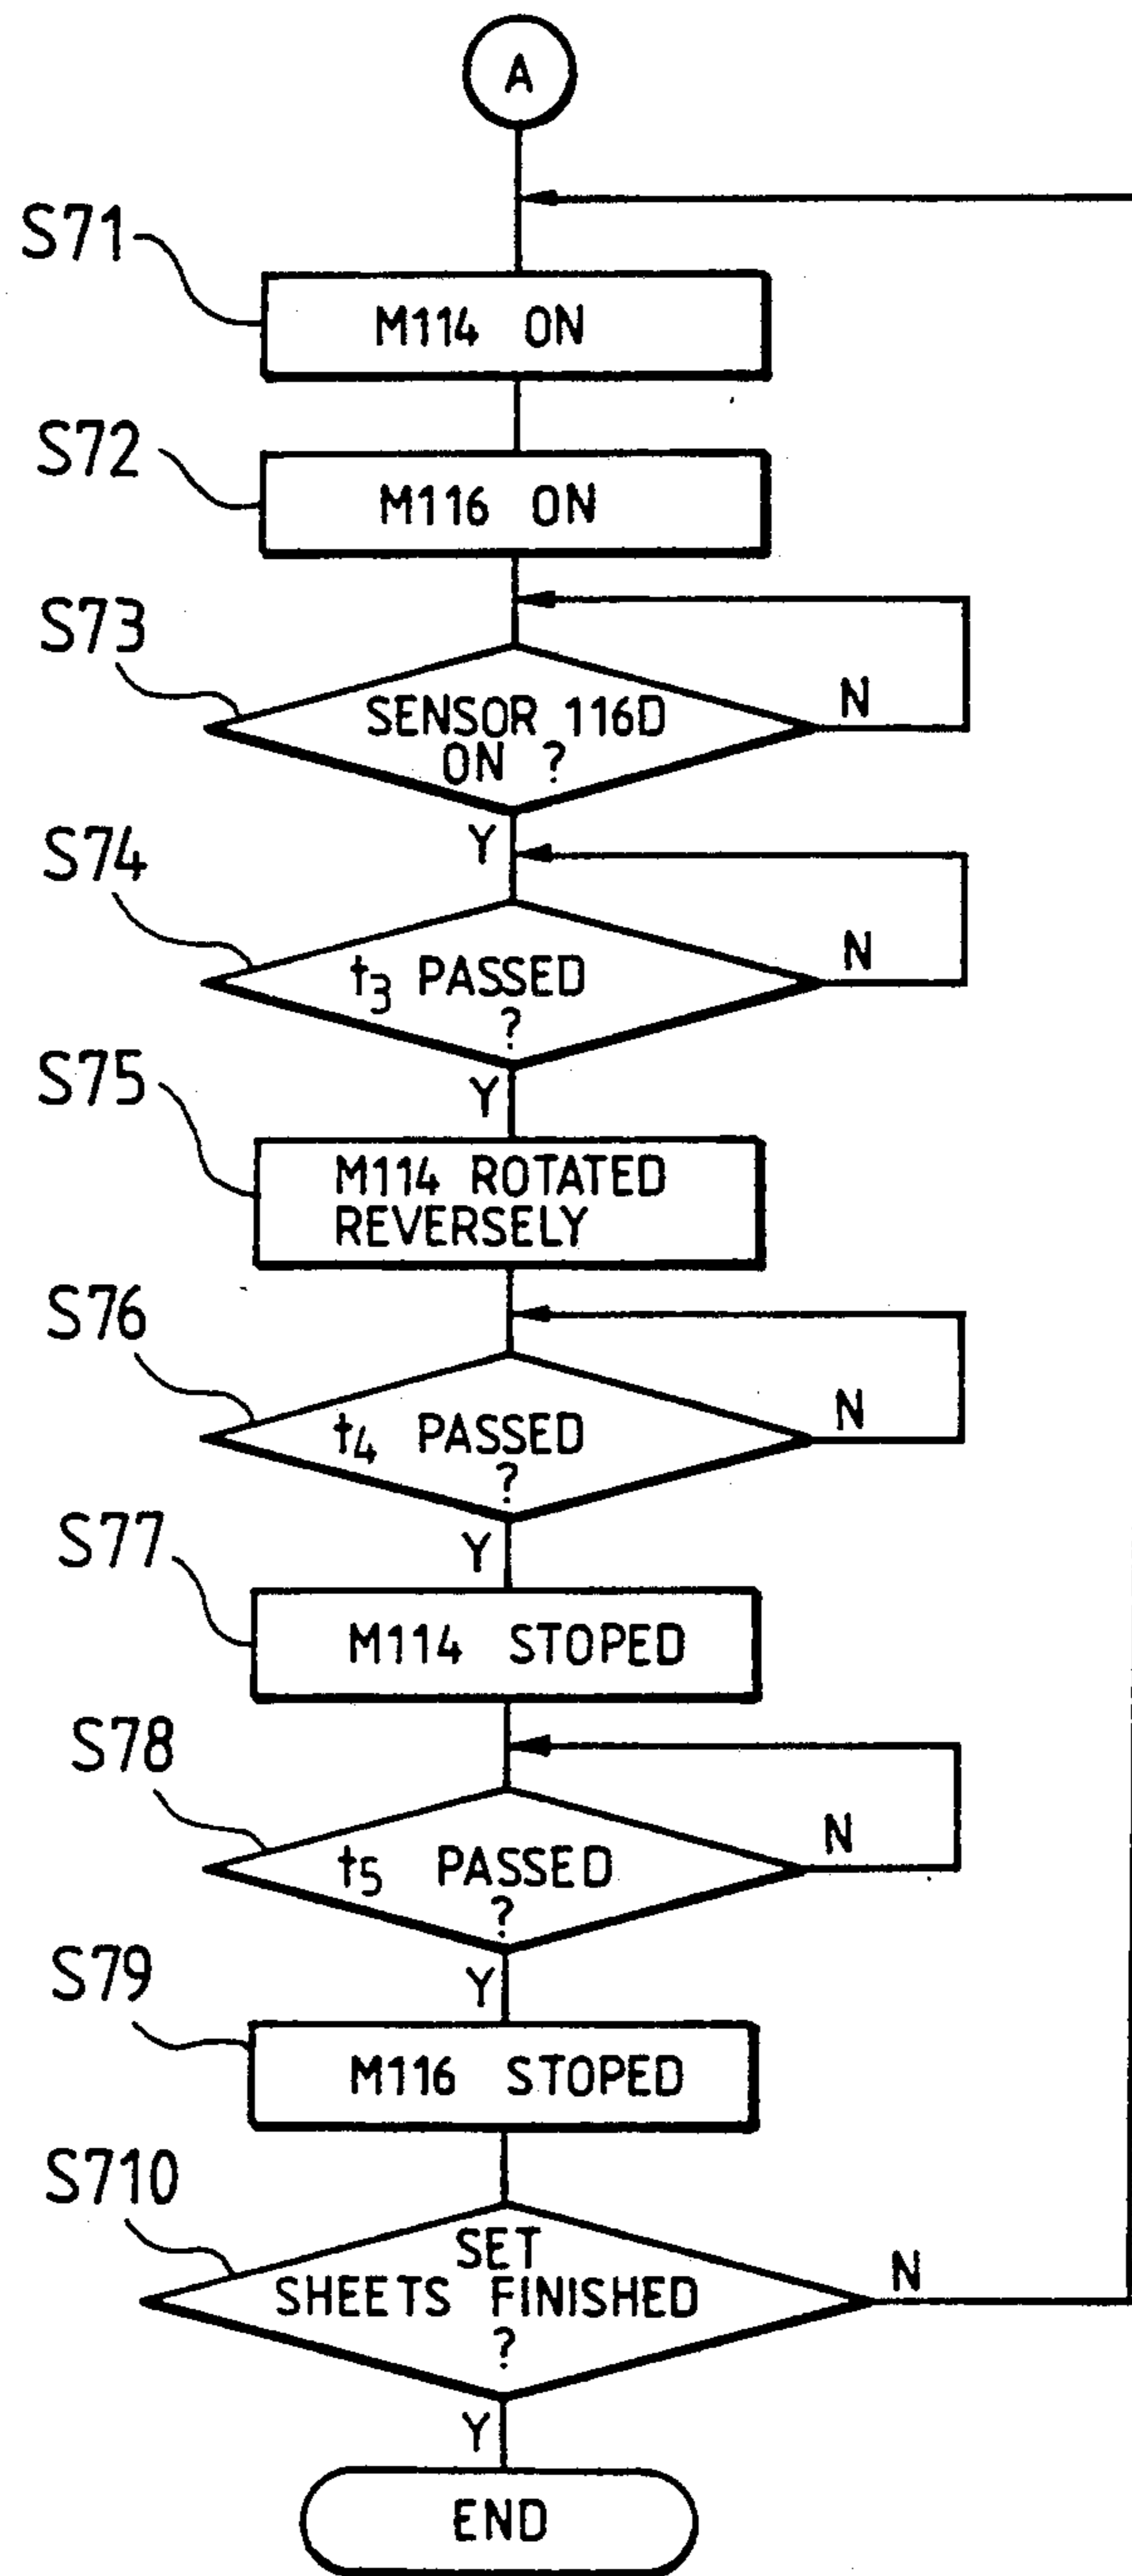 A
S71
M114 ON
S72
M116 ON
S73
SENSOR 116D
ON ?
N
Y
S74
t3 PASSED
?
N
Y
S75
M114 ROTATED
REVERSELY
S76
t4 PASSED
?
N
Y
S77
M114 STOPED
S78
t5 PASSED
?
N
Y
S79
M116 STOPED
S710
SET
SHEETS FINISHED
?
N
Y
END